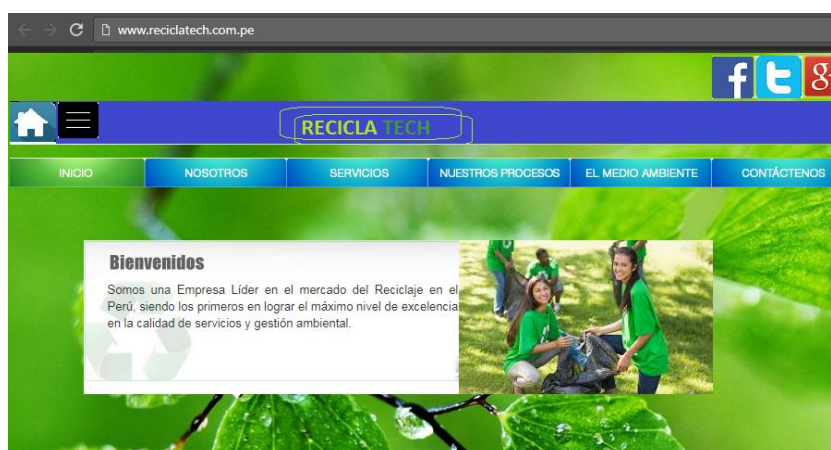 www.reciclatech.com.pe
f t g+
RECICLA TECH
INICIO NOSOTROS SERVICIOS NUESTROS PROCESOS EL MEDIO AMBIENTE CONTÁCTENOS
Bienvenidos
Somos una Empresa Líder en el mercado del Reciclaje en el
Perú, siendo los primeros en lograr el máximo nivel de excelencia
en la calidad de servicios y gestión ambiental.